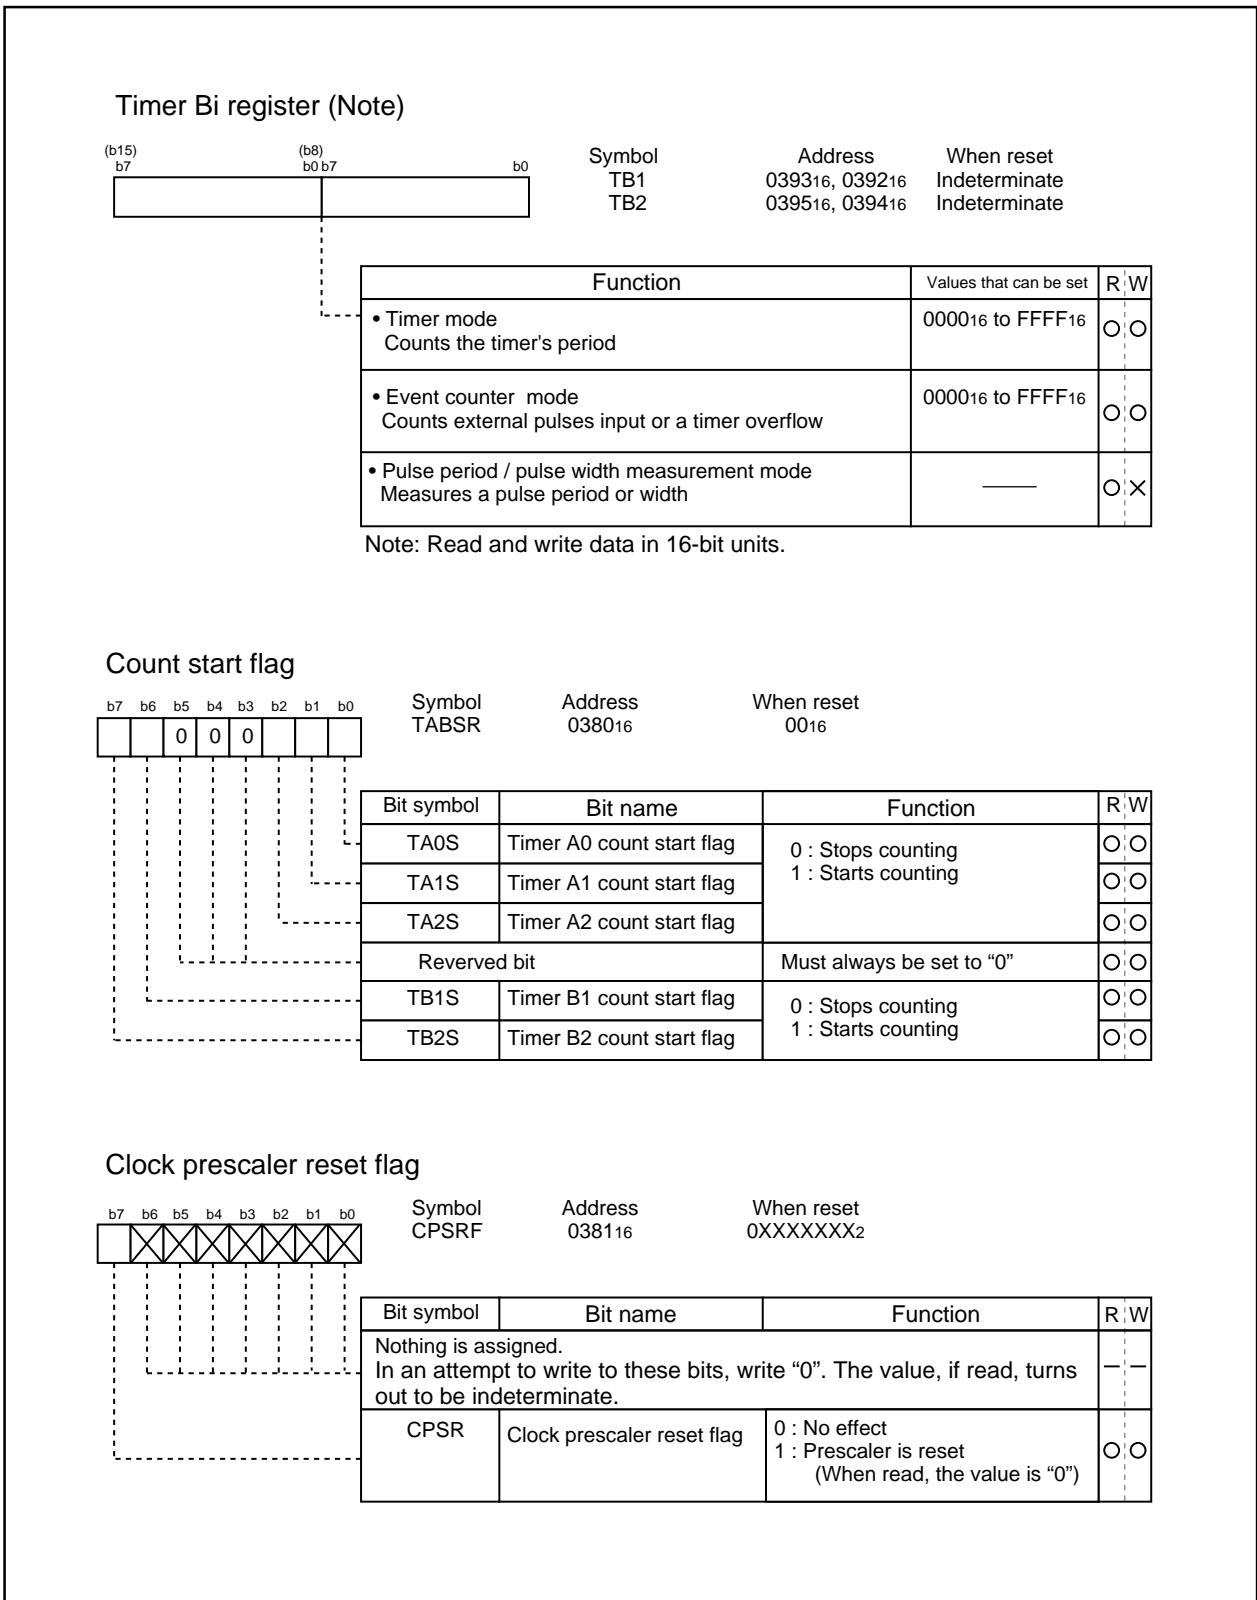 Timer Bi register (Note)
(b15) (b8)
b7 b0 b7 b0
Symbol Address When reset
TB1 039316, 039216 Indeterminate
TB2 039516, 039416 Indeterminate
Function Values that can be set R W
• Timer mode 000016 to FFFF16
Counts the timer's period
• Event counter mode 000016 to FFFF16
Counts external pulses input or a timer overflow
• Pulse period / pulse width measurement mode
Measures a pulse period or width
Note: Read and write data in 16-bit units.
Count start flag
b7 b6 b5 b4 b3 b2 b1 b0
0 0 0
Symbol Address When reset
TABSR 038016 0016
Bit symbol Bit name Function R W
TA0S Timer A0 count start flag 0 : Stops counting
1 : Starts counting
TA1S Timer A1 count start flag
TA2S Timer A2 count start flag
Reverved bit Must always be set to “0”
TB1S Timer B1 count start flag 0 : Stops counting
1 : Starts counting
TB2S Timer B2 count start flag
Clock prescaler reset flag
b7 b6 b5 b4 b3 b2 b1 b0
Symbol Address When reset
CPSRF 038116 0XXXXXXX2
Bit symbol Bit name Function R W
Nothing is assigned.
In an attempt to write to these bits, write “0”. The value, if read, turns
out to be indeterminate.
CPSR Clock prescaler reset flag 0 : No effect
1 : Prescaler is reset
(When read, the value is “0”)